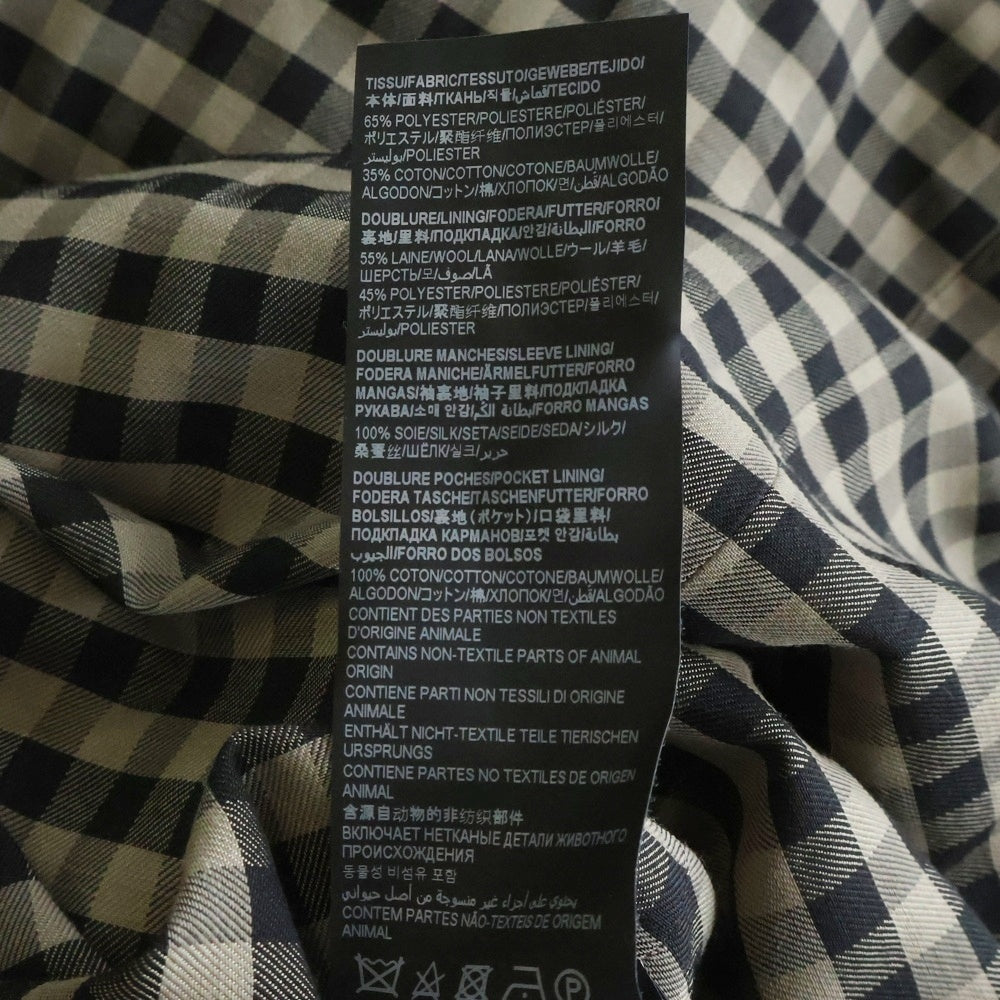 TISSU/FABRIC/TESSUTO/GEWEBE/TEJIDO/
本体/面料/ТКАНЬ/직물/قماش/TECIDO
65% POLYESTER/POLIESTERE/POLIÉSTER/
ポリエステル/聚酯纤维/ПОЛИЭСТЕР/폴리에스터/
بوليستر/POLIESTER
35% COTON/COTTON/COTONE/BAUMWOLLE/
ALGODON/コットン/棉/ХЛОПОК/면/قطن/ALGODÃO
DOUBLURE/LINING/FODERA/FUTTER/FORRO/
裏地/里料/ПОДКЛАДКА/안감/البطانة/FORRO
55% LAINE/WOOL/LANA/WOLLE/ウール/羊毛/
ШЕРСТЬ/모/صوف/LÃ
45% POLYESTER/POLIESTERE/POLIÉSTER/
ポリエステル/聚酯纤维/ПОЛИЭСТЕР/폴리에스터/
بوليستر/POLIESTER
DOUBLURE MANCHES/SLEEVE LINING/
FODERA MANICHE/ÄRMELFUTTER/FORRO
MANGAS/袖裏地/袖子里料/ПОДКЛАДКА
РУКАВА/소매 안감/بطانة الكم/FORRO MANGAS
100% SOIE/SILK/SETA/SEIDE/SEDA/シルク/
桑蚕丝/ШЁЛК/실크/حرير
DOUBLURE POCHES/POCKET LINING/
FODERA TASCHE/TASCHENFUTTER/FORRO
BOLSILLOS/裏地(ポケット)/口袋里料/
ПОДКЛАДКА КАРМАНОВ/포켓 안감/بطانة
الجيوب/FORRO DOS BOLSOS
100% COTON/COTTON/COTONE/BAUMWOLLE/
ALGODON/コットン/棉/ХЛОПОК/면/قطن/ALGODÃO
CONTIENT DES PARTIES NON TEXTILES
D'ORIGINE ANIMALE
CONTAINS NON-TEXTILE PARTS OF ANIMAL
ORIGIN
CONTIENE PARTI NON TESSILI DI ORIGINE
ANIMALE
ENTHÄLT NICHT-TEXTILE TEILE TIERISCHEN
URSPRUNGS
CONTIENE PARTES NO TEXTILES DE ORIGEN
ANIMAL
含源自动物的非纺织部件
ВКЛЮЧАЕТ НЕТКАНЫЕ ДЕТАЛИ ЖИВОТНОГО
ПРОИСХОЖДЕНИЯ
동물성 비섬유 포함
يحتوي على أجزاء غير منسوجة من أصل حيواني
CONTEM PARTES NÃO-TEXTEIS DE ORIGEM
ANIMAL
P